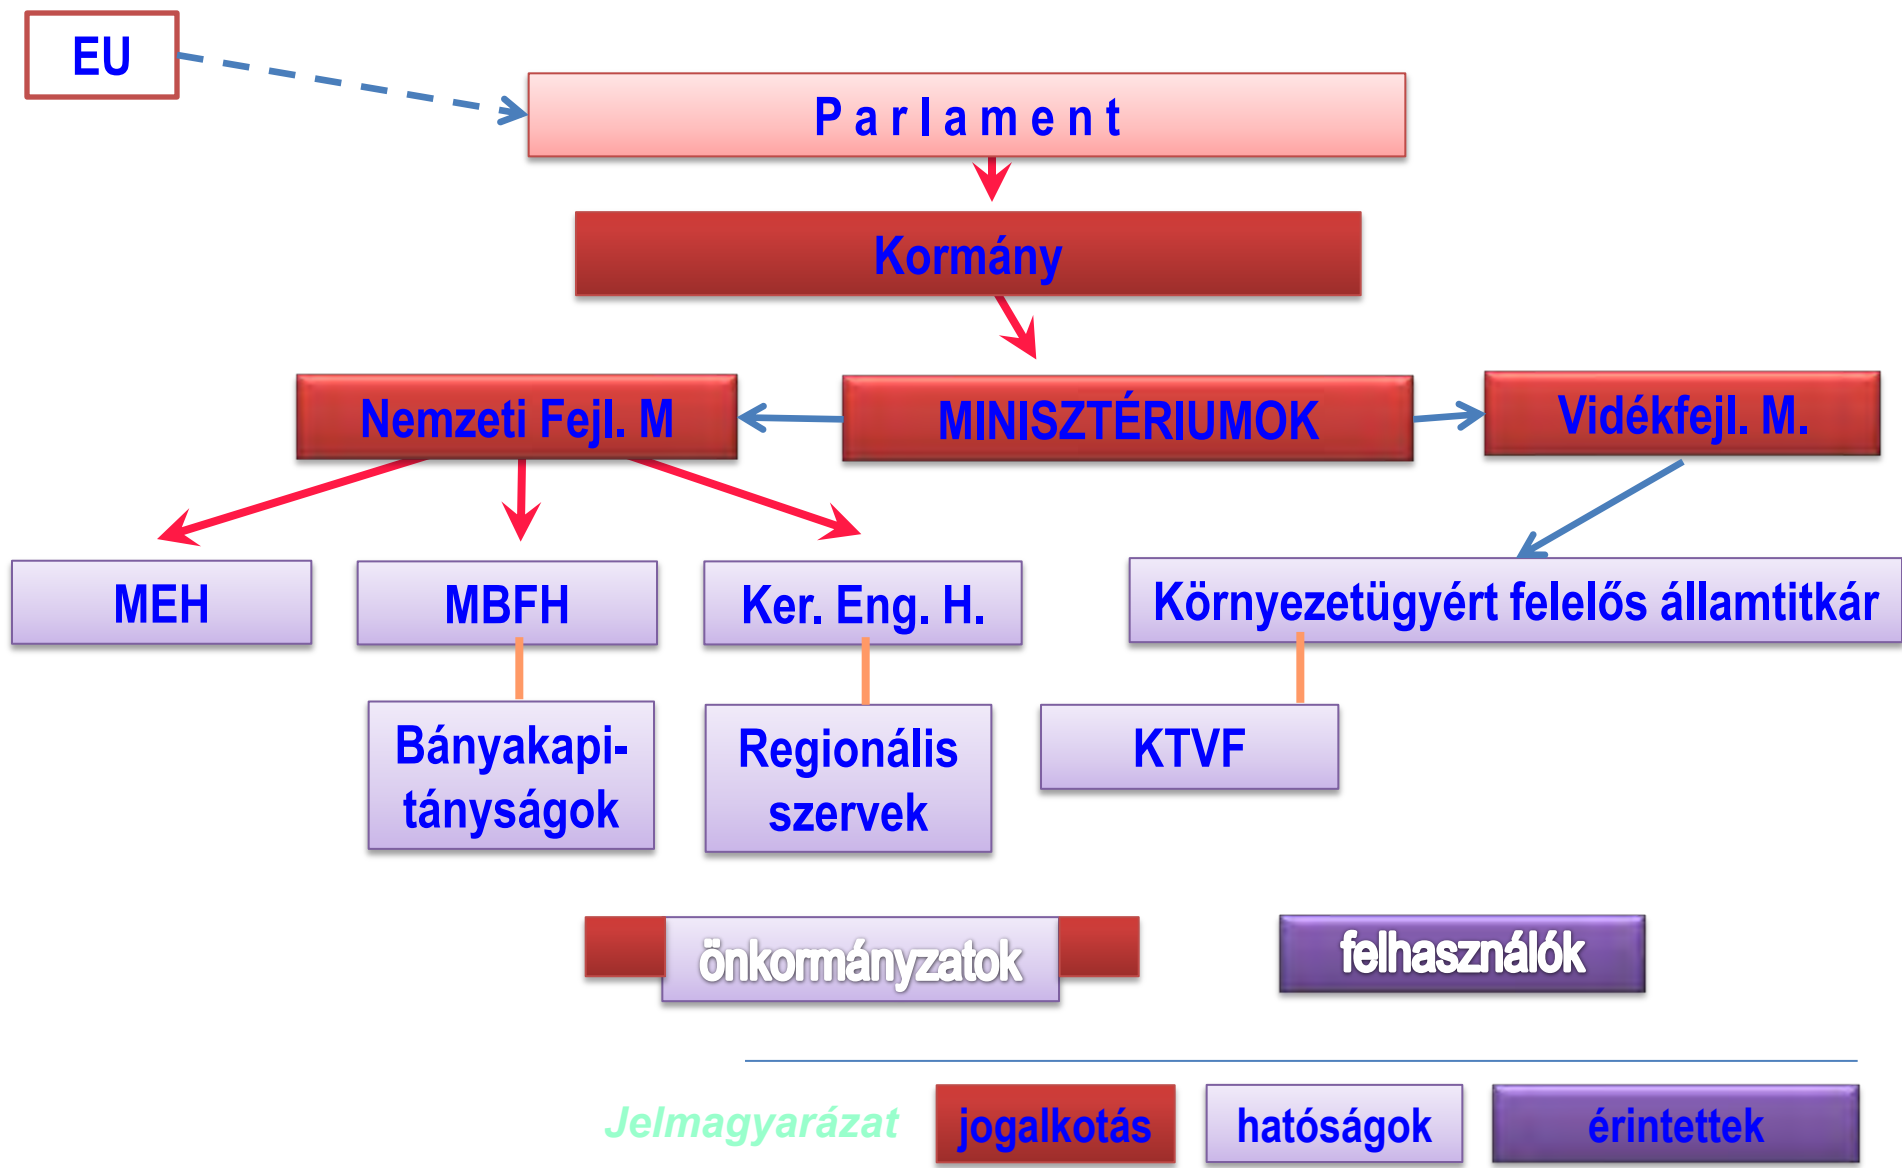 EU
P a r l a m e n t
Kormány
Nemzeti Fejl. M
MINISZTÉRIUMOK
Vidékfejl. M.
MEH
MBFH
Ker. Eng. H.
Környezetügyért felelős államtitkár
Bányakapi-
tányságok
Regionális
szervek
KTVF
önkormányzatok
felhasználók
Jelmagyarázat
jogalkotás
hatóságok
érintettek